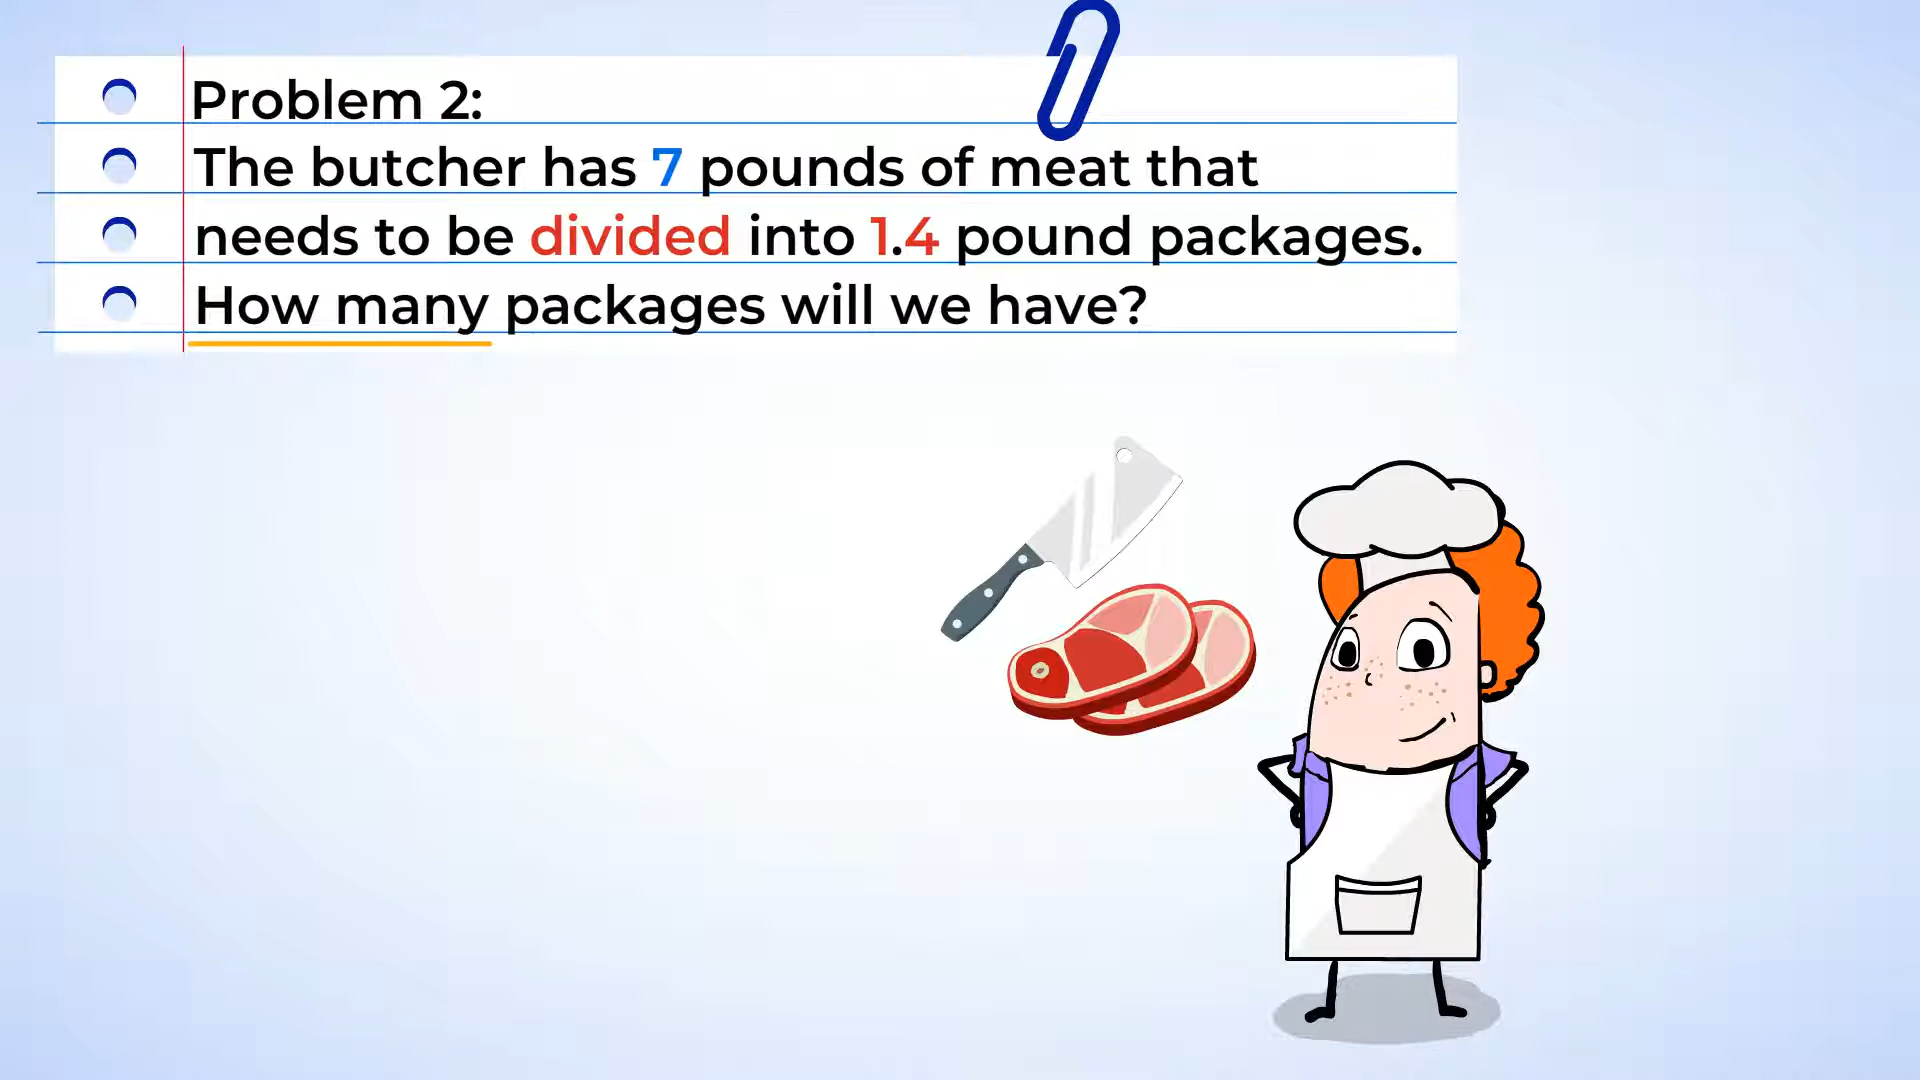 Problem 2:
The butcher has 7 pounds of meat that
needs to be divided into 1.4 pound packages.
How many packages will we have?